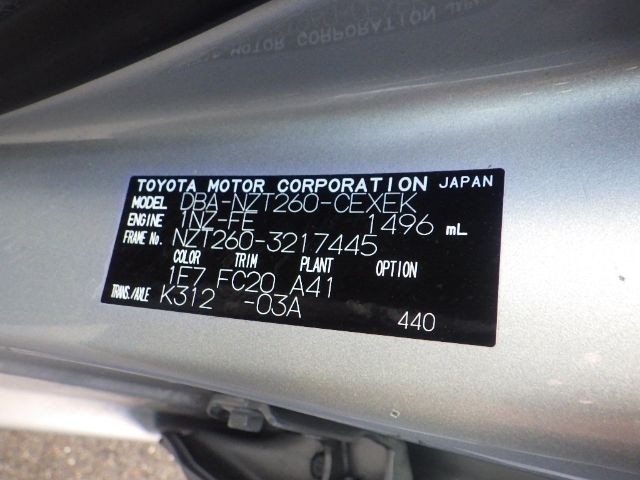 TOYOTA MOTOR CORPORATION JAPAN
MODEL DBA-NZT260-CEXEK
ENGINE 1NZ-FE 1496 mL
FRAME No. NZT260-3217445
COLOR TRIM PLANT OPTION
1F7 FC20 A41
TRANS./AXLE K312 -03A
440